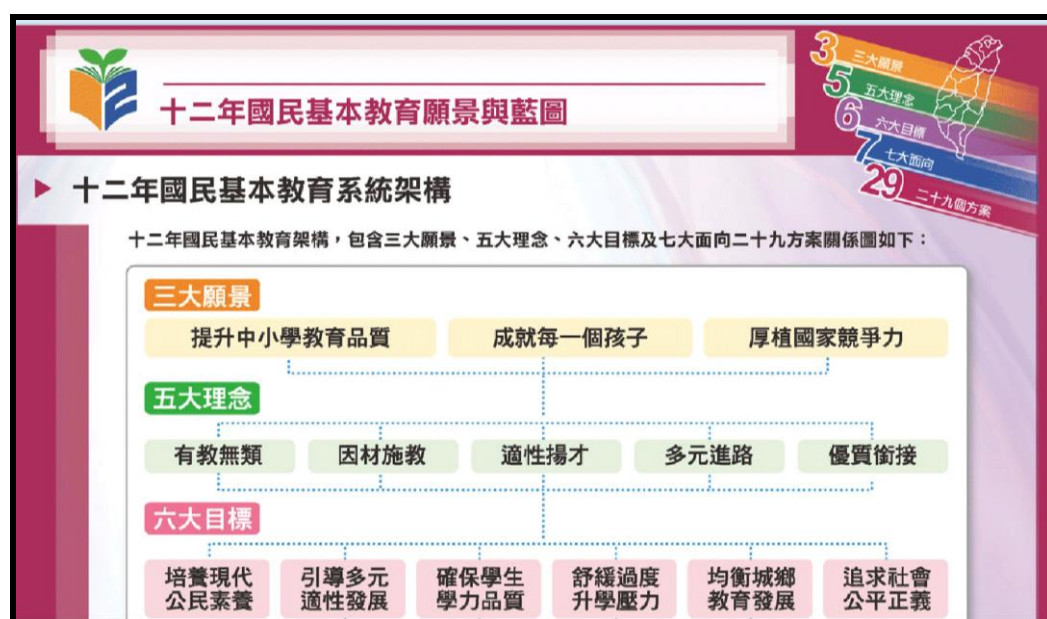 十二年國民基本教育願景與藍圖
3 三大願景
5 五大理念
6 六大目標
7 七大面向
29 二十九個方案
十二年國民基本教育系統架構
十二年國民基本教育架構，包含三大願景、五大理念、六大目標及七大面向二十九方案關係圖如下：
三大願景
提升中小學教育品質 成就每一個孩子 厚植國家競爭力
五大理念
有教無類 因材施教 適性揚才 多元進路 優質銜接
六大目標
培養現代 引導多元 確保學生 舒緩過度 均衡城鄉 追求社會
公民素養 適性發展 學力品質 升學壓力 教育發展 公平正義